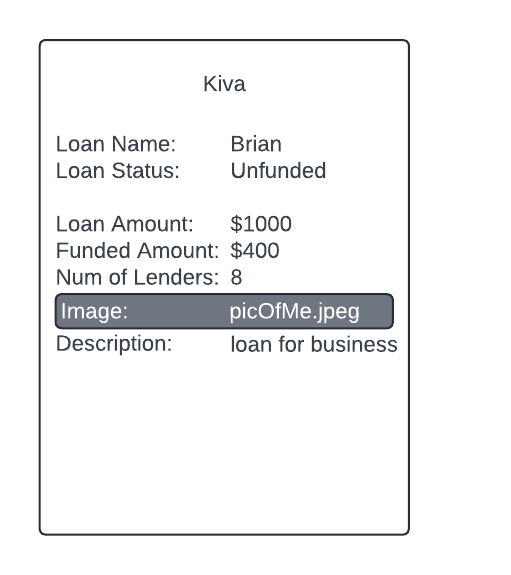 Kiva
Loan Name: Brian
Loan Status: Unfunded
Loan Amount: $1000
Funded Amount: $400
Num of Lenders: 8
Image: picOfMe.jpeg
Description: loan for business